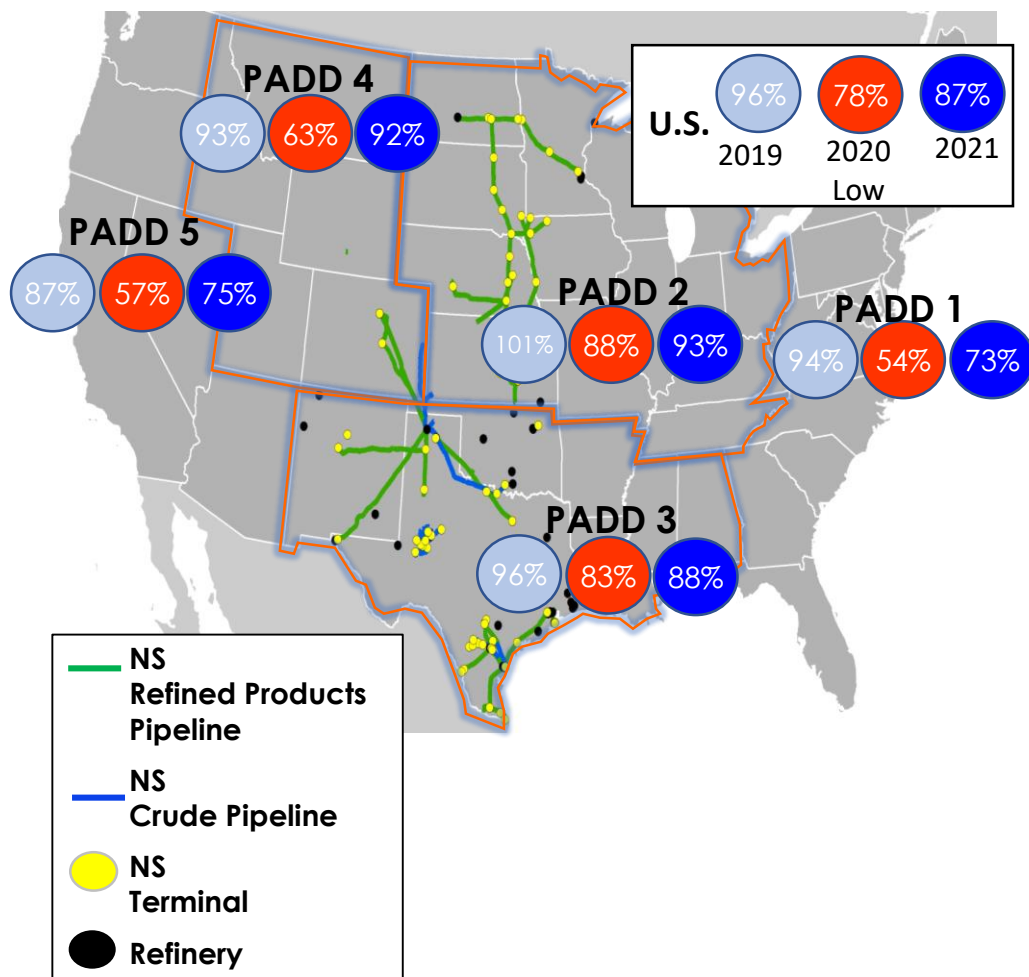 PADD 4
93% 63% 92%
U.S. 96% 78% 87%
2019 2020 2021
Low
PADD 5
87% 57% 75%
PADD 2
101% 88% 93%
PADD 1
94% 54% 73%
PADD 3
96% 83% 88%
NS
Refined Products
Pipeline
NS
Crude Pipeline
NS
Terminal
Refinery